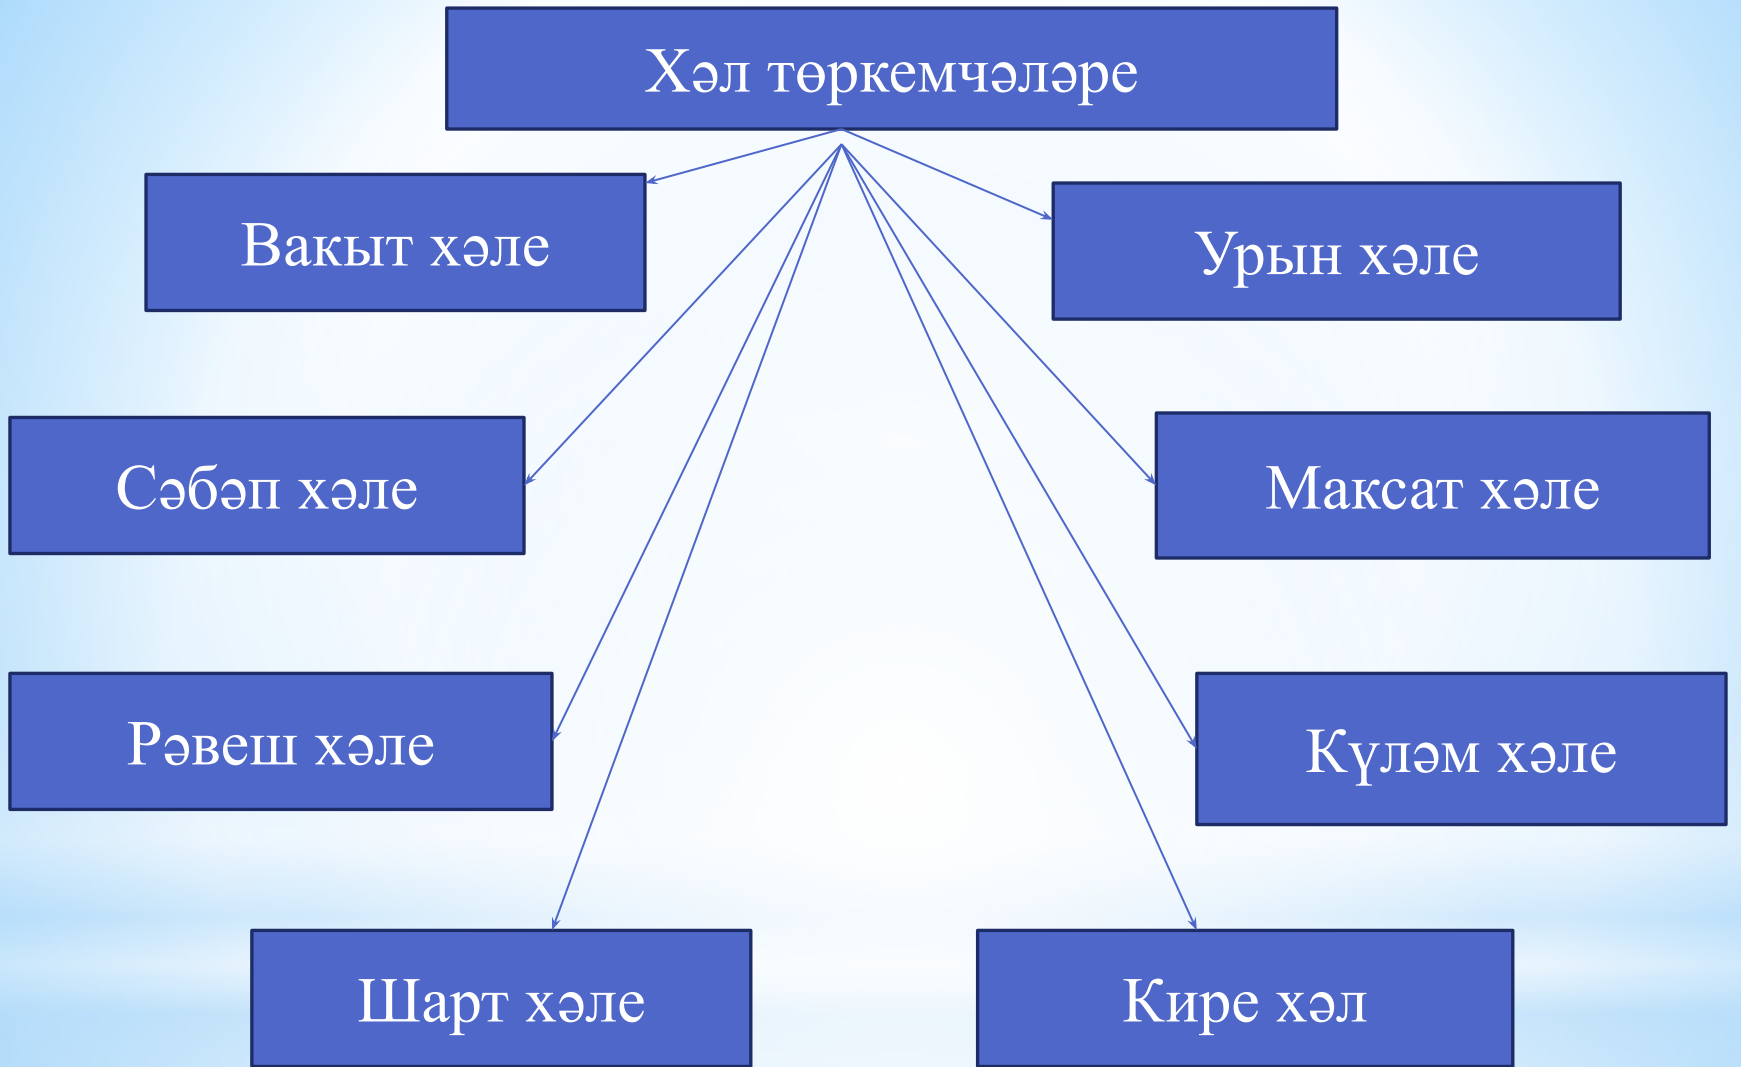 Хәл төркемчәләре
Вакыт хәле
Урын хәле
Сәбәп хәле
Максат хәле
Рәвеш хәле
Күләм хәле
Шарт хәле
Кире хәл